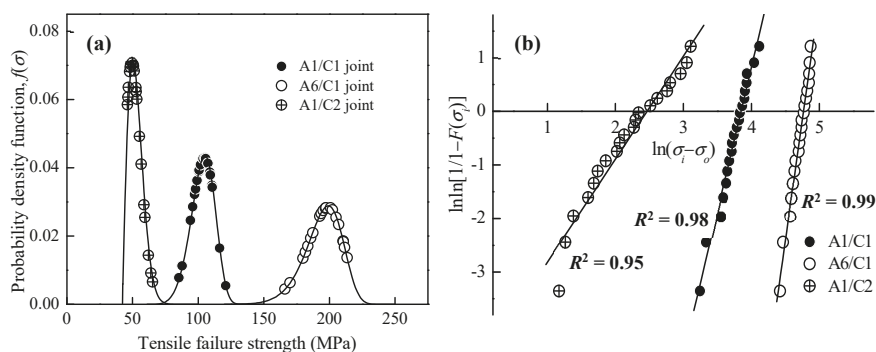 (a)
A1/C1 joint
A6/C1 joint
A1/C2 joint
Probability density function, f(σ)
0.08
0.06
0.04
0.02
0.00
0 50 100 150 200 250
Tensile failure strength (MPa)
(b)
lnln[1/1−F(σi)]
1
0
-1
-2
-3
1 2 3 4 5
ln(σi−σo)
R² = 0.95
R² = 0.98
R² = 0.99
A1/C1
A6/C1
A1/C2